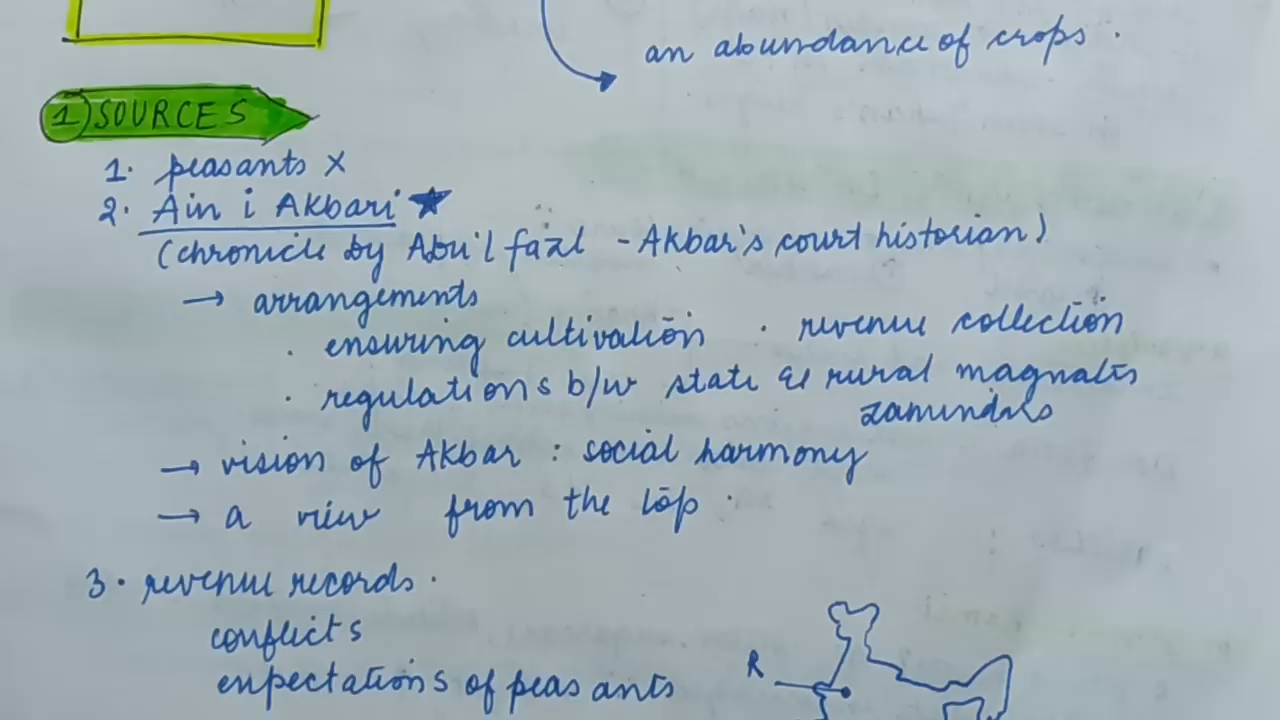 an abundance of crops .
1) SOURCES
1. peasants X
2. Ain i Akbari ★
(chronicle by Abu'l fazl - Akbar's court historian)
→ arrangements
. ensuring cultivation . revenue collection
. regulations b/w state & rural magnates
zamindars
→ vision of Akbar : social harmony
→ a view from the top .
3. revenue records .
conflicts
expectations of peasants
R